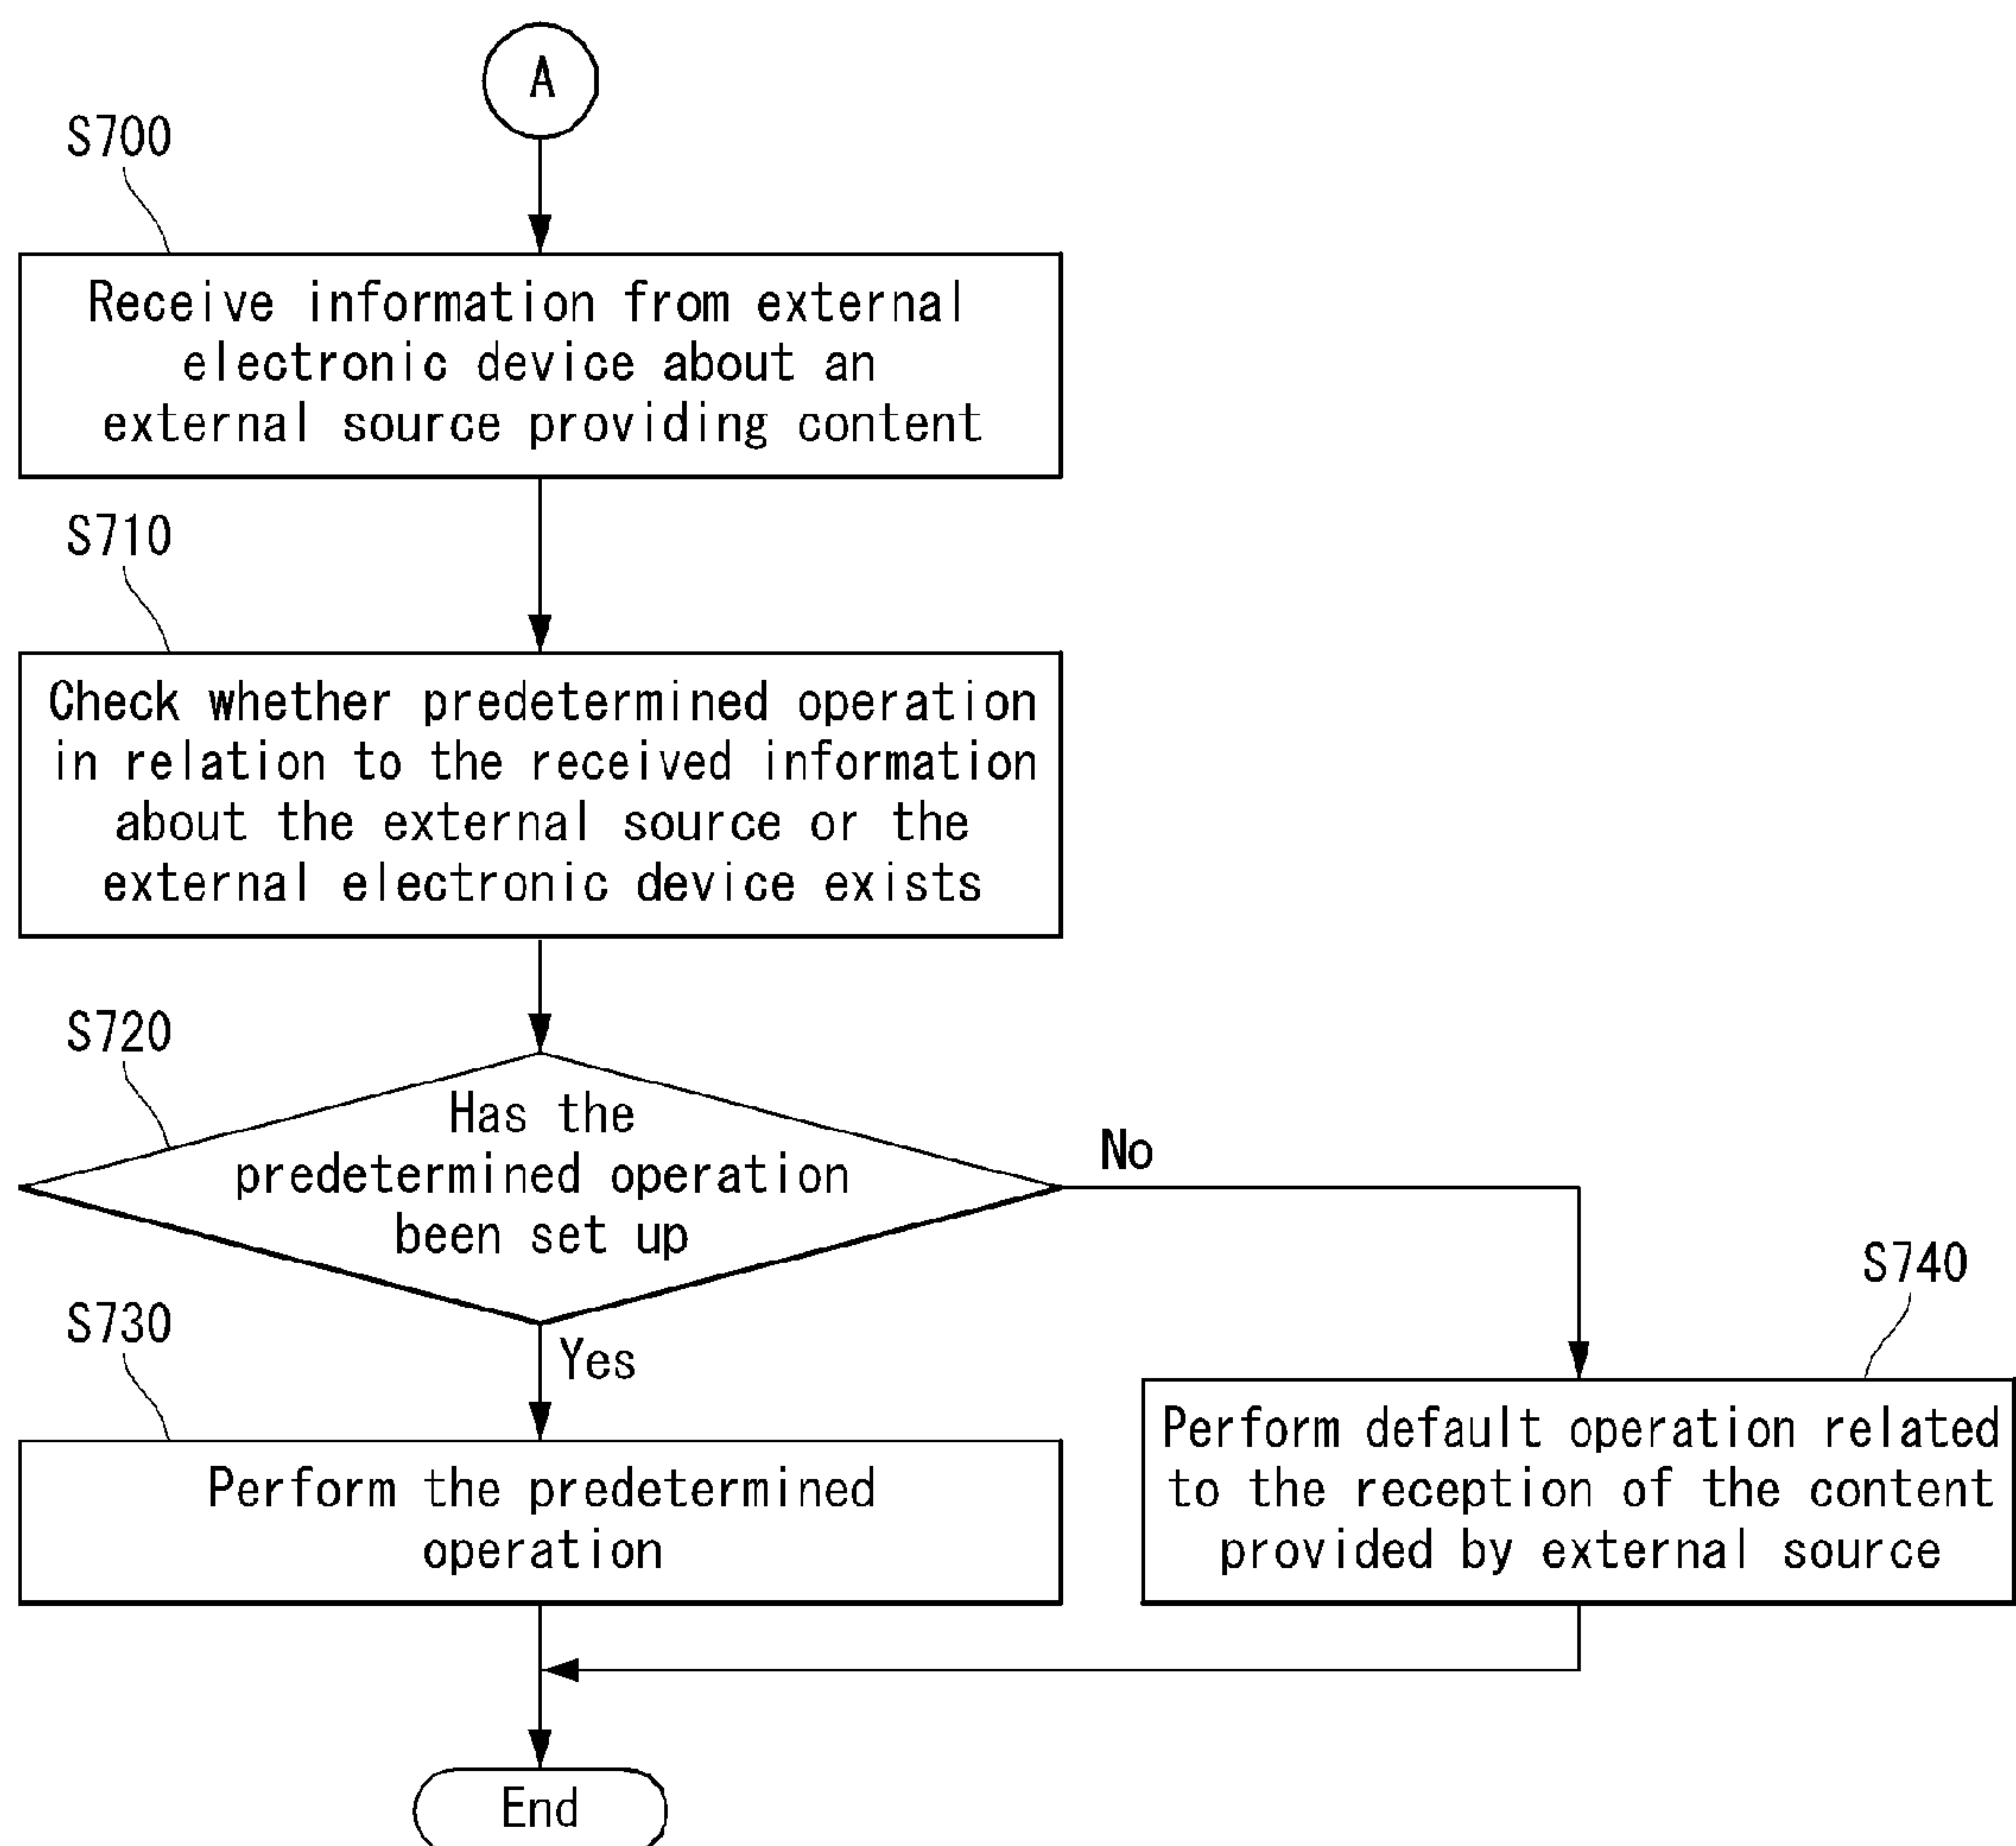 A
S700
Receive information from external
electronic device about an
external source providing content
S710
Check whether predetermined operation
in relation to the received information
about the external source or the
external electronic device exists
S720
Has the
predetermined operation
been set up
No
Yes
S730
Perform the predetermined
operation
S740
Perform default operation related
to the reception of the content
provided by external source
End